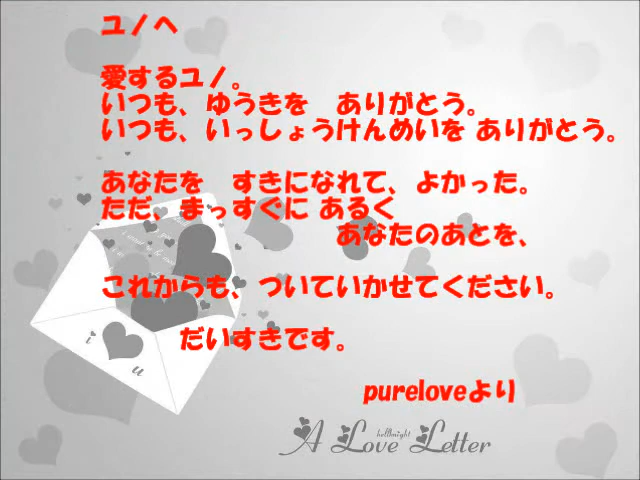 ユノへ
愛するユノ。
いつも、ゆうきを　ありがとう。
いつも、いっしょうけんめいを ありがとう。
あなたを　すきになれて、よかった。
ただ、まっすぐに あるく
あなたのあとを、
これからも、ついていかせてください。
だいすきです。
pureloveより
i u
hell8night
A Love Letter